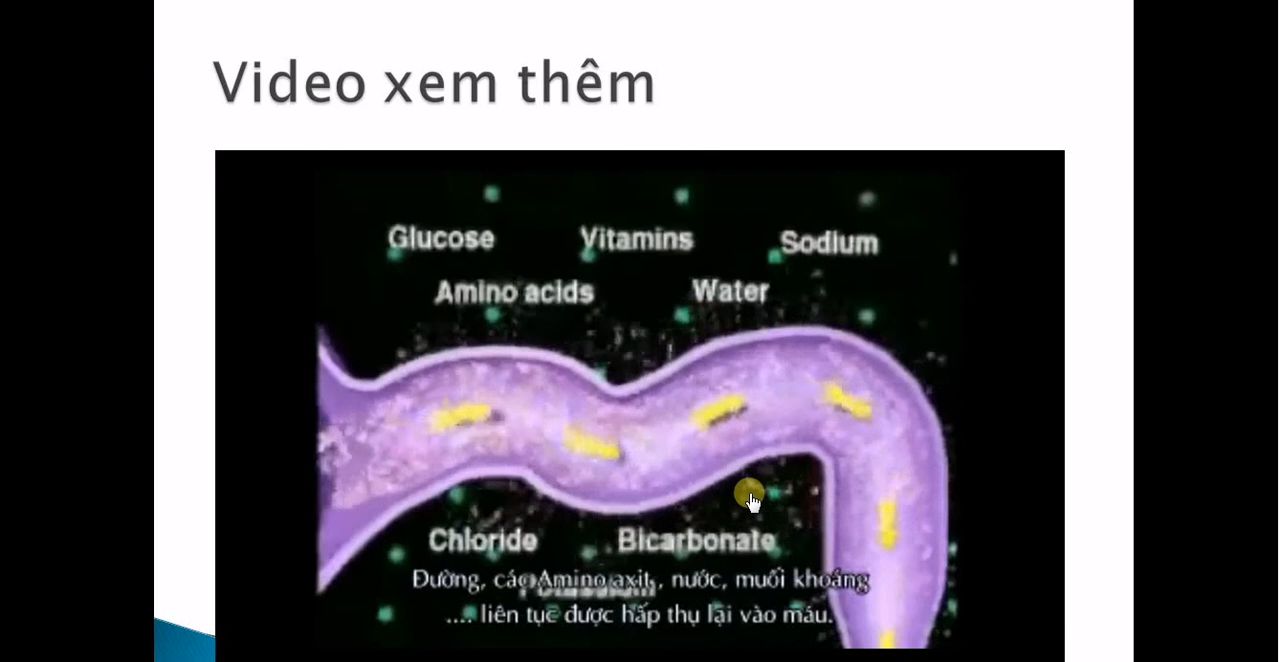 Video xem thêm
Glucose Vitamins Sodium
Amino acids Water
Chloride Bicarbonate
Đường, các Amino axit, nước, muối khoáng
.... liên tục được hấp thụ lại vào máu.